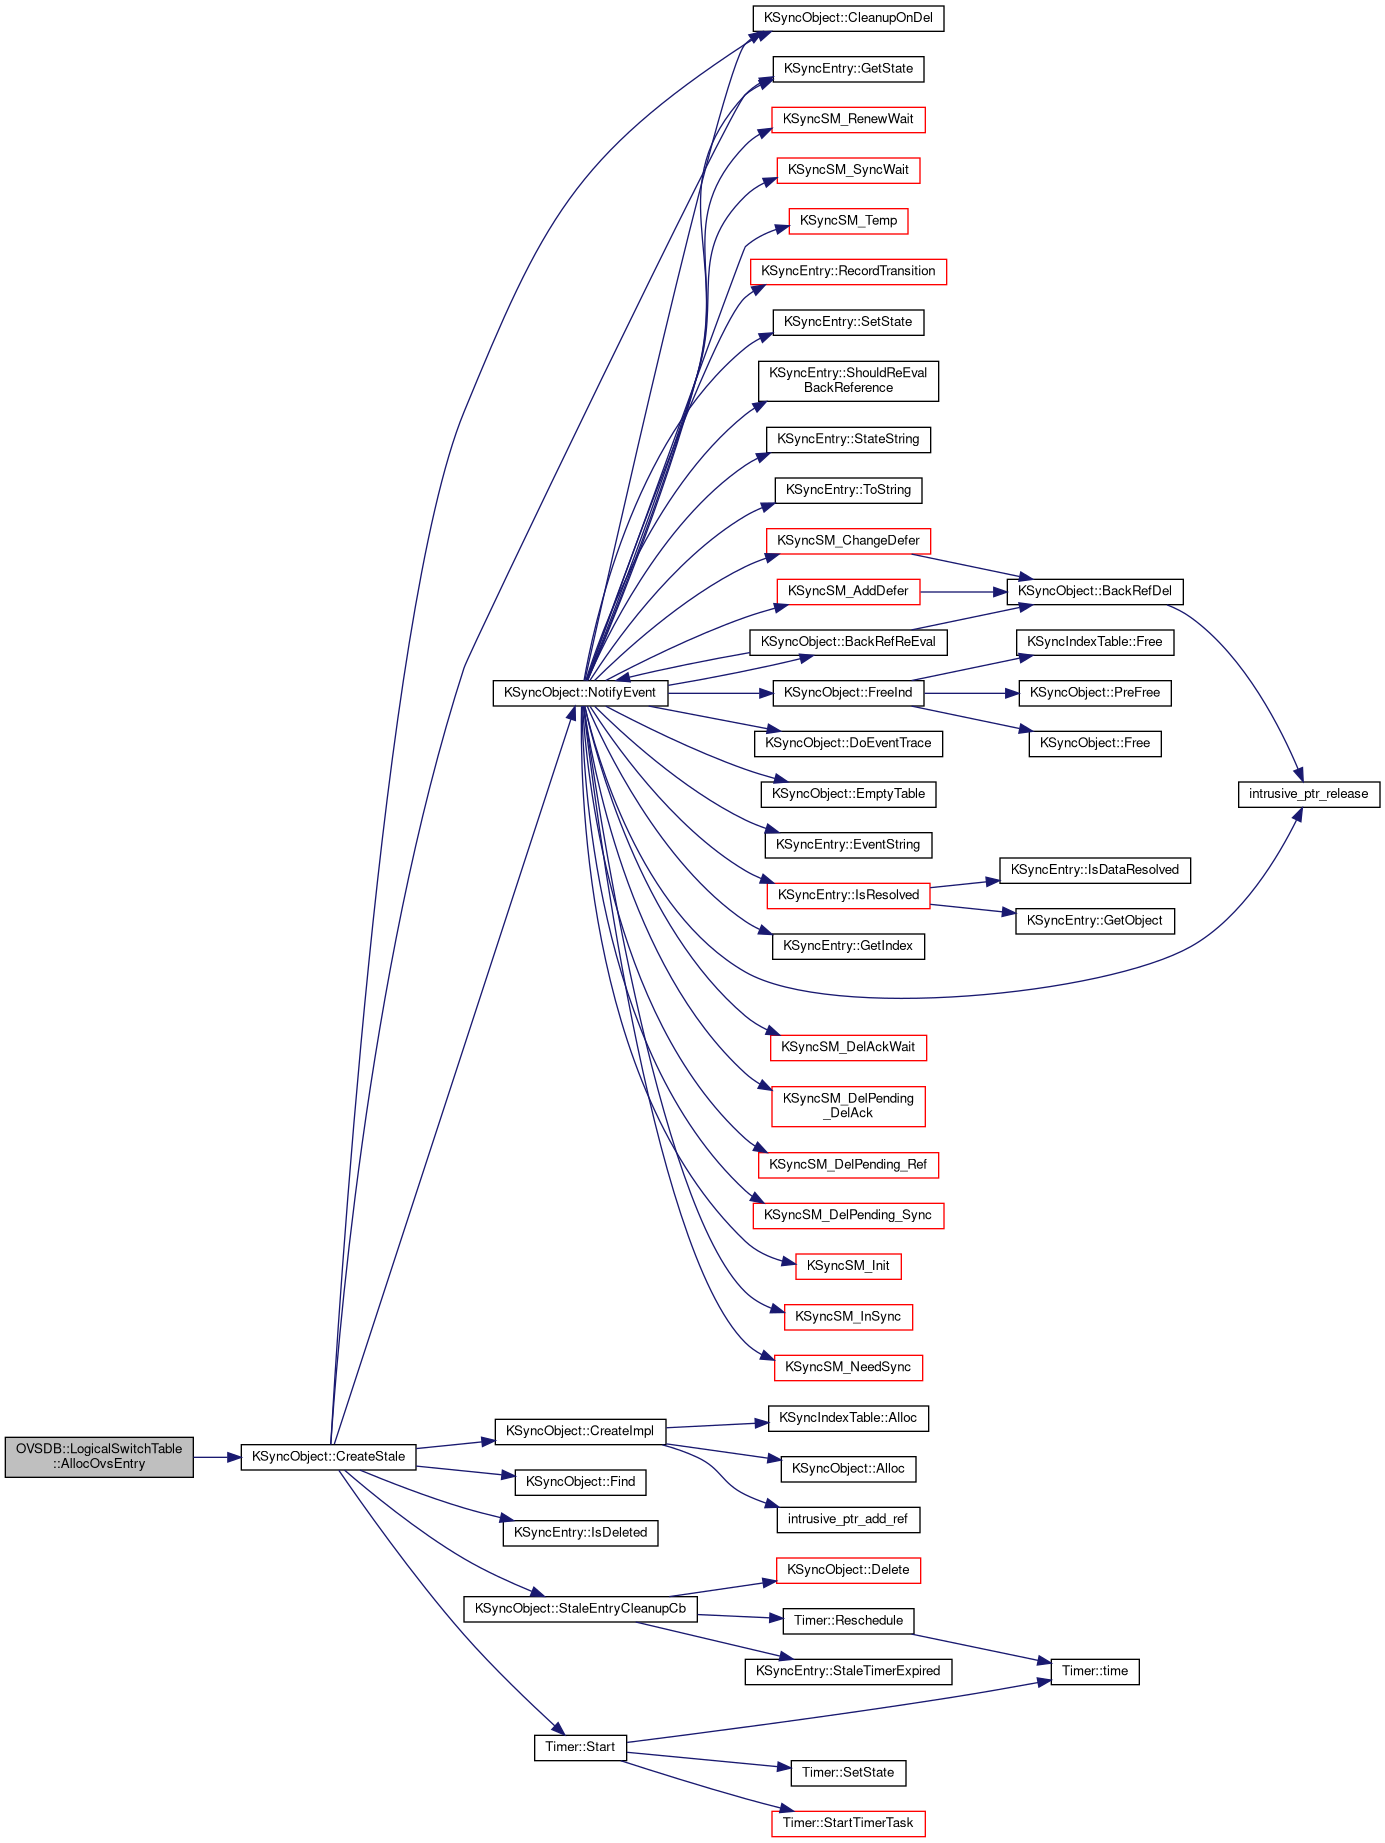 KSyncObject::CleanupOnDel
KSyncEntry::GetState
KSyncSM_RenewWait
KSyncSM_SyncWait
KSyncSM_Temp
KSyncEntry::RecordTransition
KSyncEntry::SetState
KSyncEntry::ShouldReEval
BackReference
KSyncEntry::StateString
KSyncEntry::ToString
KSyncSM_ChangeDefer
KSyncSM_AddDefer
KSyncObject::BackRefDel
KSyncObject::BackRefReEval
KSyncIndexTable::Free
KSyncObject::NotifyEvent
KSyncObject::FreeInd
KSyncObject::PreFree
KSyncObject::DoEventTrace
KSyncObject::Free
KSyncObject::EmptyTable
intrusive_ptr_release
KSyncEntry::EventString
KSyncEntry::IsDataResolved
KSyncEntry::IsResolved
KSyncEntry::GetObject
KSyncEntry::GetIndex
KSyncSM_DelAckWait
KSyncSM_DelPending
_DelAck
KSyncSM_DelPending_Ref
KSyncSM_DelPending_Sync
KSyncSM_Init
KSyncSM_InSync
KSyncSM_NeedSync
KSyncIndexTable::Alloc
KSyncObject::CreateImpl
OVSDB::LogicalSwitchTable
::AllocOvsEntry
KSyncObject::CreateStale
KSyncObject::Alloc
KSyncObject::Find
intrusive_ptr_add_ref
KSyncEntry::IsDeleted
KSyncObject::Delete
KSyncObject::StaleEntryCleanupCb
Timer::Reschedule
KSyncEntry::StaleTimerExpired
Timer::time
Timer::Start
Timer::SetState
Timer::StartTimerTask